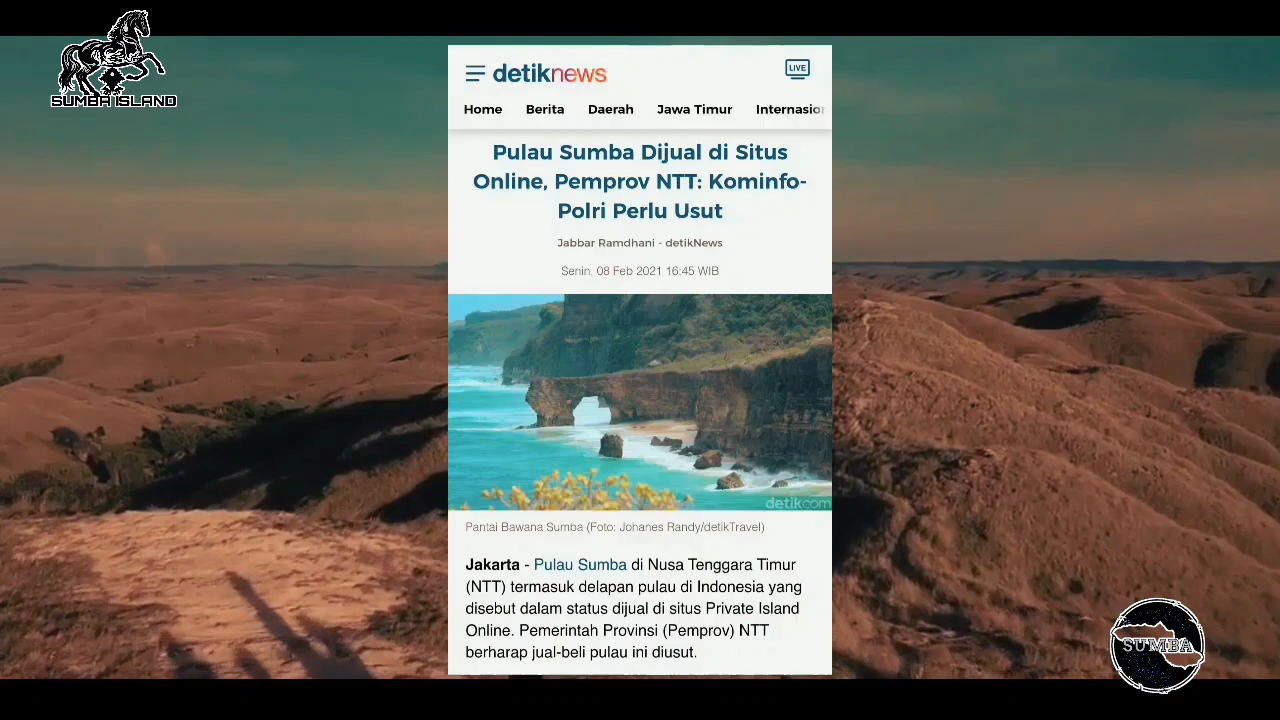 SUMBA ISLAND
detiknews
LIVE
Home Berita Daerah Jawa Timur Internasion
Pulau Sumba Dijual di Situs
Online, Pemprov NTT: Kominfo-
Polri Perlu Usut
Jabbar Ramdhani - detikNews
Senin, 08 Feb 2021 16:45 WIB
detikcom
Pantai Bawana Sumba (Foto: Johanes Randy/detikTravel)
Jakarta - Pulau Sumba di Nusa Tenggara Timur
(NTT) termasuk delapan pulau di Indonesia yang
disebut dalam status dijual di situs Private Island
Online. Pemerintah Provinsi (Pemprov) NTT
berharap jual-beli pulau ini diusut.
SUMBA